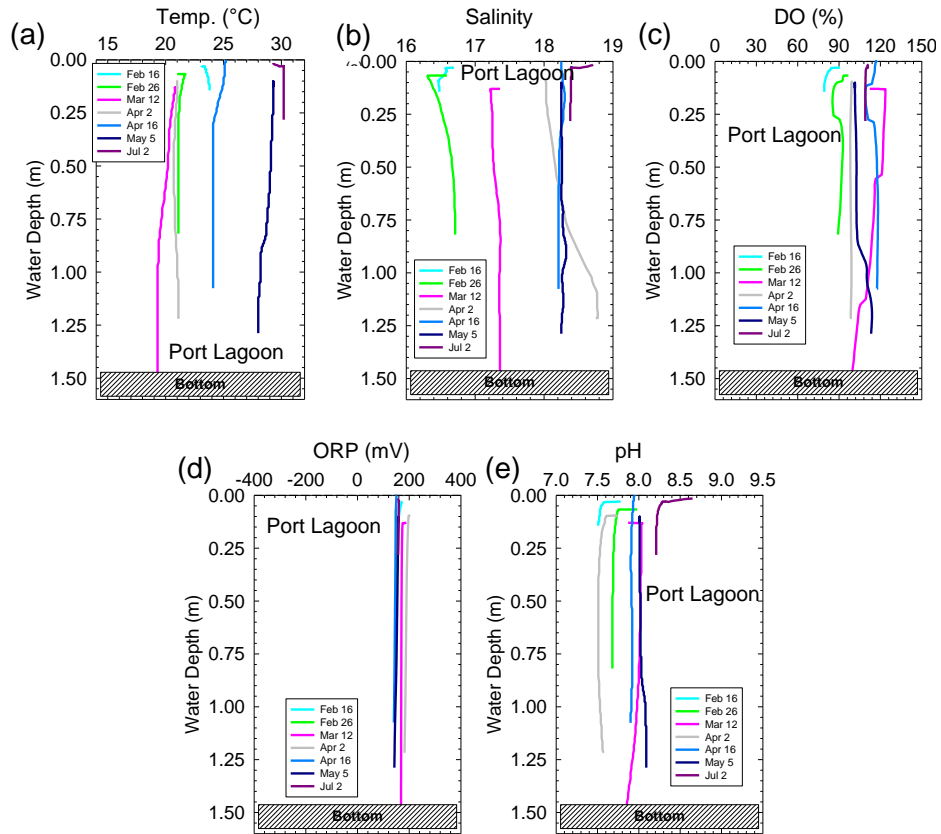 Temp. (°C)
(a)
15 20 25 30
Water Depth (m)
0.00
0.25
0.50
0.75
1.00
1.25
1.50
Feb 16
Feb 26
Mar 12
Apr 2
Apr 16
May 5
Jul 2
Port Lagoon
Bottom
Salinity
(b)
16 17 18 19
Port Lagoon
Water Depth (m)
0.25
0.50
0.75
1.00
1.25
1.50
Feb 16
Feb 26
Mar 12
Apr 2
Apr 16
May 5
Jul 2
Bottom
DO (%)
(c)
0 30 60 90 120 150
Water Depth (m)
0.00
0.25
0.50
0.75
1.00
1.25
1.50
Port Lagoon
Feb 16
Feb 26
Mar 12
Apr 2
Apr 16
May 5
Jul 2
Bottom
ORP (mV)
(d)
-400 -200 0 200 400
Water Depth (m)
0.00
0.25
0.50
0.75
1.00
1.25
1.50
Port Lagoon
Feb 16
Feb 26
Mar 12
Apr 2
Apr 16
May 5
Jul 2
Bottom
pH
(e)
7.0 7.5 8.0 8.5 9.0 9.5
Water Depth (m)
0.00
0.25
0.50
0.75
1.00
1.25
1.50
Port Lagoon
Feb 16
Feb 26
Mar 12
Apr 2
Apr 16
May 5
Jul 2
Bottom